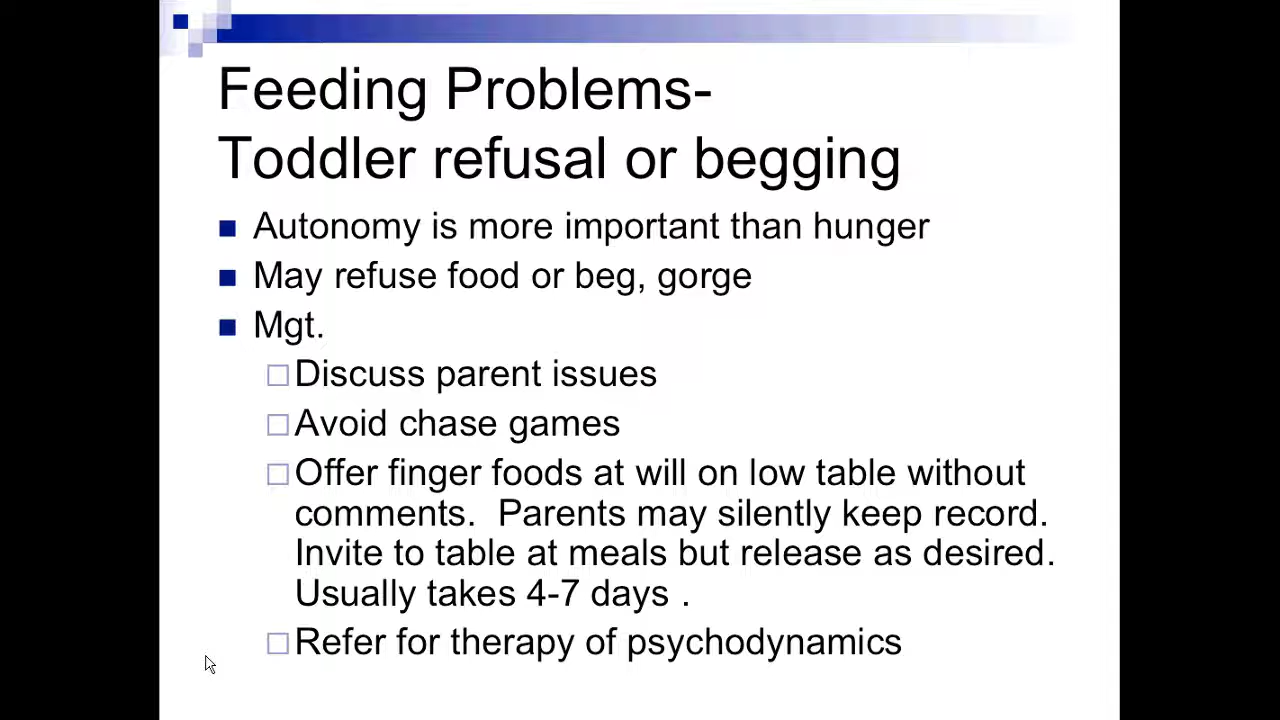 Feeding Problems-
Toddler refusal or begging
Autonomy is more important than hunger
May refuse food or beg, gorge
Mgt.
Discuss parent issues
Avoid chase games
Offer finger foods at will on low table without
comments.  Parents may silently keep record.
Invite to table at meals but release as desired.
Usually takes 4-7 days .
Refer for therapy of psychodynamics